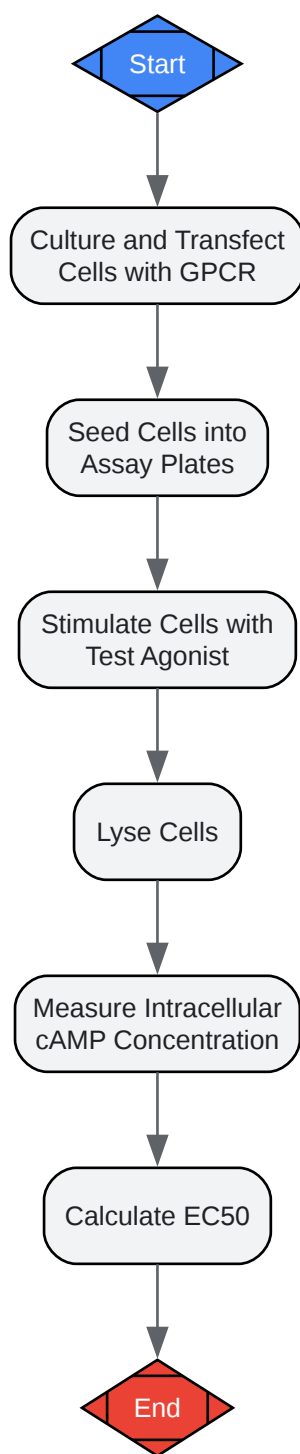 Start
Culture and Transfect
Cells with GPCR
Seed Cells into
Assay Plates
Stimulate Cells with
Test Agonist
Lyse Cells
Measure Intracellular
cAMP Concentration
Calculate EC50
End